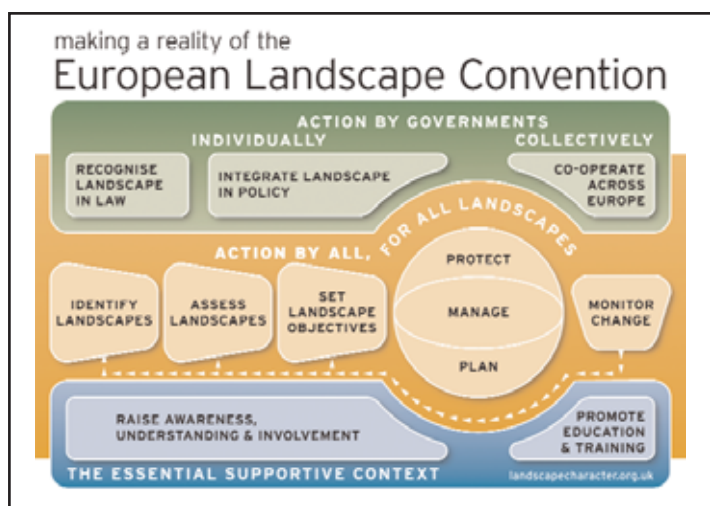 making a reality of the
European Landscape Convention
ACTION BY GOVERNMENTS
INDIVIDUALLY
COLLECTIVELY
RECOGNISE
LANDSCAPE
IN LAW
INTEGRATE LANDSCAPE
IN POLICY
CO-OPERATE
ACROSS
EUROPE
ACTION BY ALL, FOR ALL LANDSCAPES
IDENTIFY
LANDSCAPES
ASSESS
LANDSCAPES
SET
LANDSCAPE
OBJECTIVES
PROTECT
MANAGE
PLAN
MONITOR
CHANGE
RAISE AWARENESS,
UNDERSTANDING & INVOLVEMENT
PROMOTE
EDUCATION
& TRAINING
THE ESSENTIAL SUPPORTIVE CONTEXT
landscapecharacter.org.uk